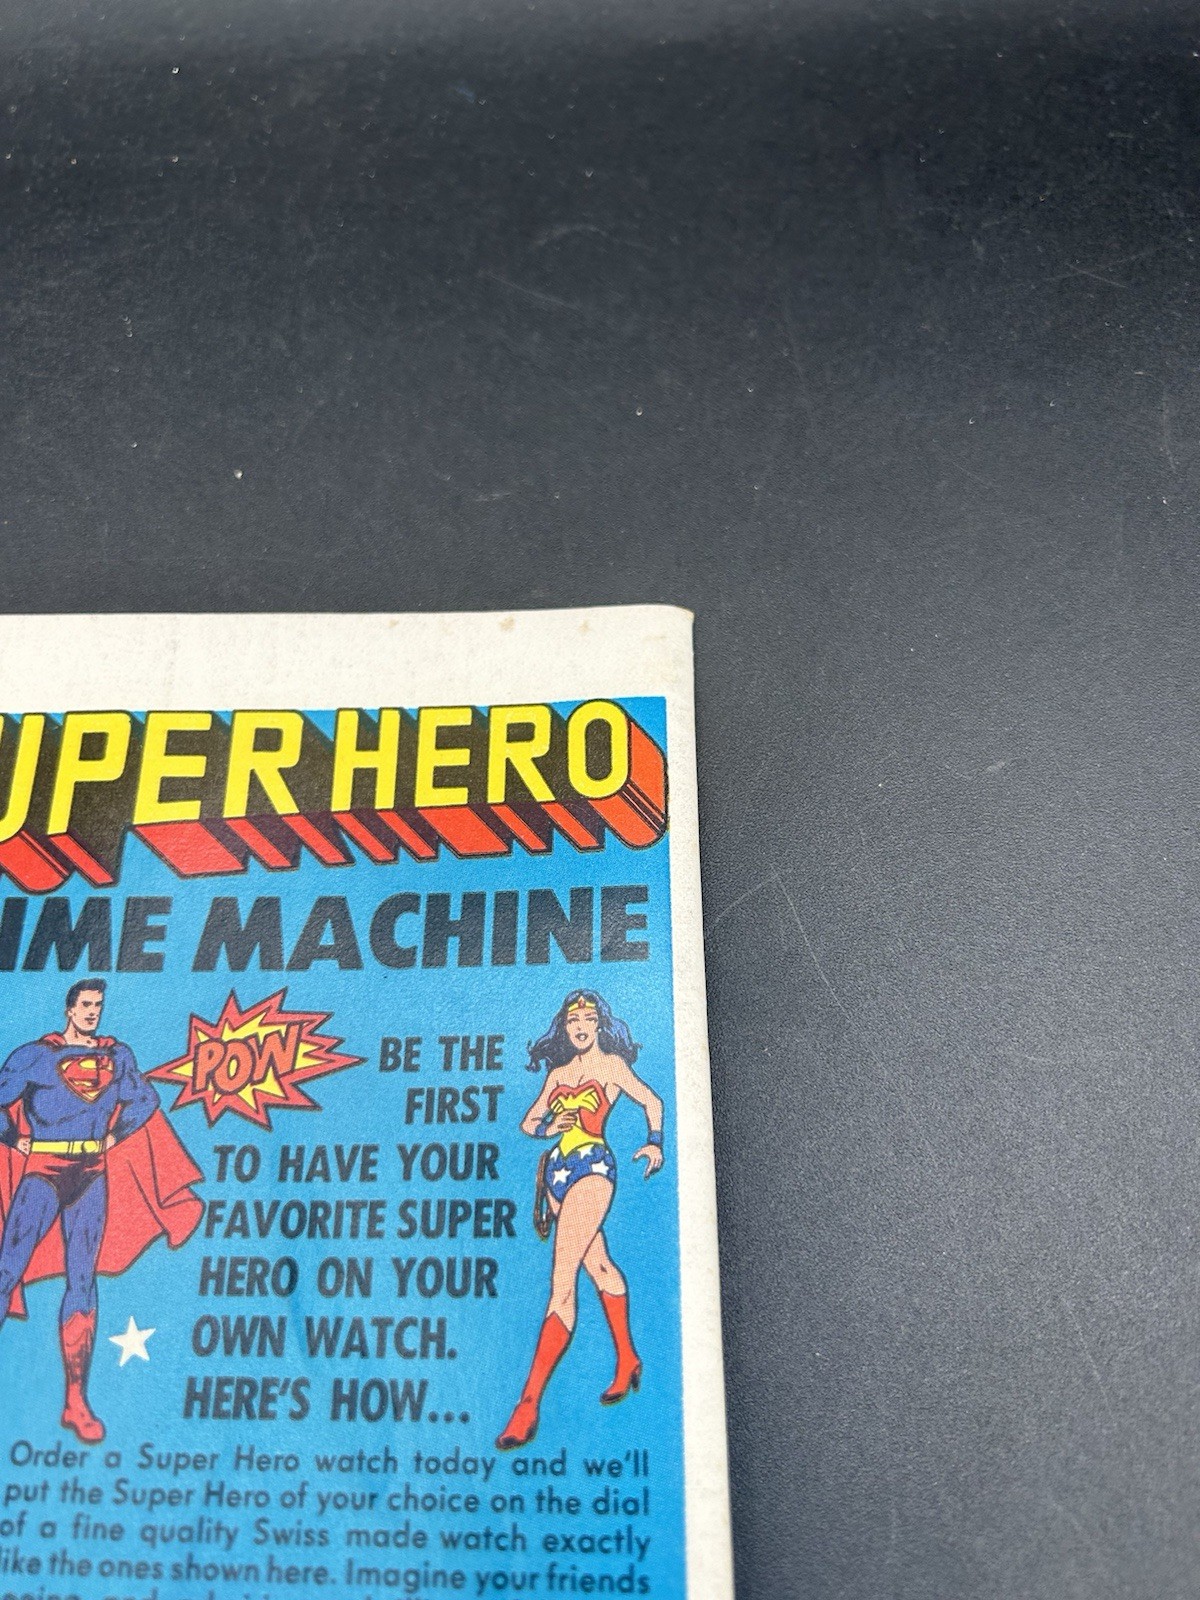 UPER HERO
IME MACHINE
POW
BE THE
FIRST
TO HAVE YOUR
FAVORITE SUPER
HERO ON YOUR
OWN WATCH.
HERE'S HOW...
Order a Super Hero watch today and we'll
put the Super Hero of your choice on the dial
of a fine quality Swiss made watch exactly
like the ones shown here. Imagine your friends